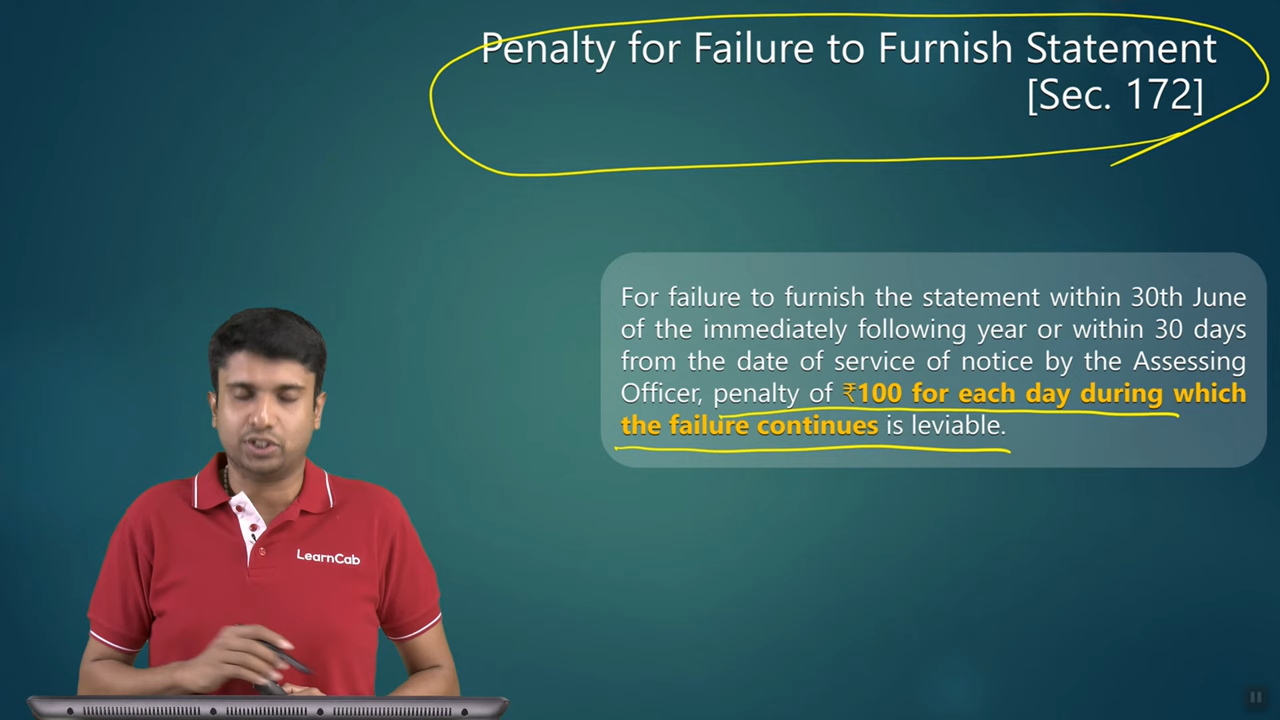 Penalty for Failure to Furnish Statement
[Sec. 172]
For failure to furnish the statement within 30th June
of the immediately following year or within 30 days
from the date of service of notice by the Assessing
Officer, penalty of ₹100 for each day during which
the failure continues is leviable.
LearnCab